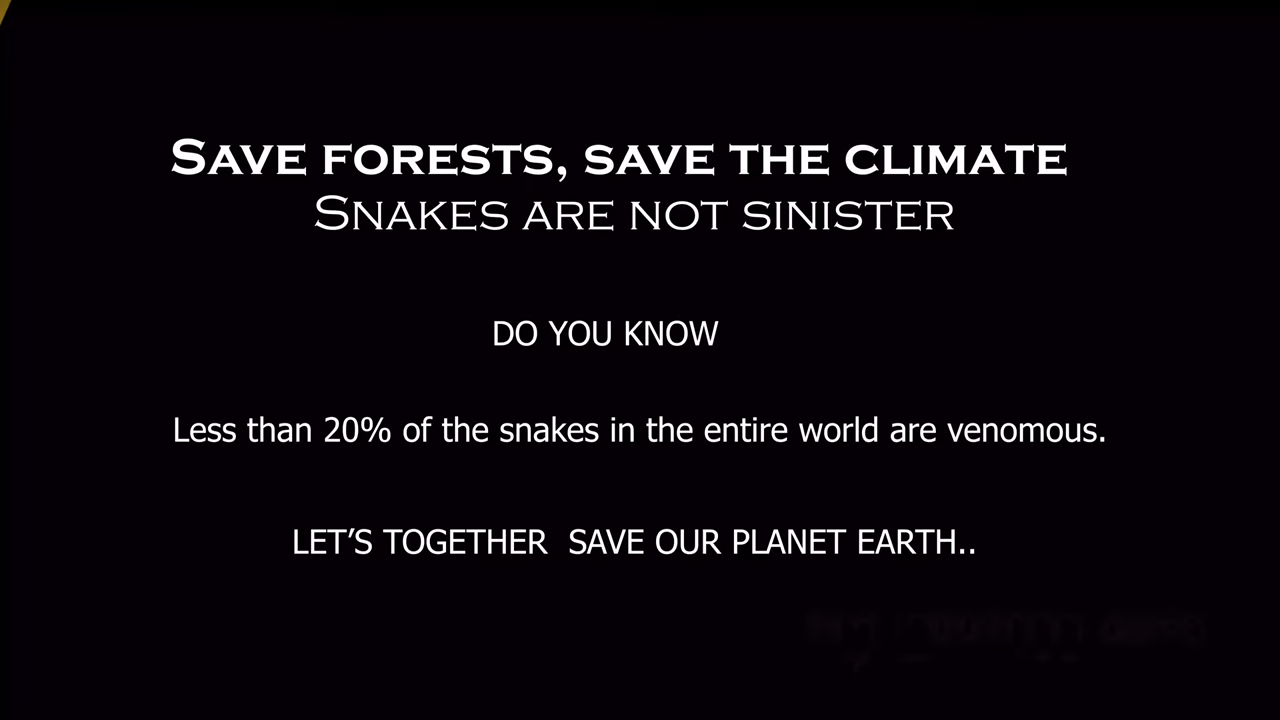 SAVE FORESTS, SAVE THE CLIMATE
SNAKES ARE NOT SINISTER
DO YOU KNOW
Less than 20% of the snakes in the entire world are venomous.
LET’S TOGETHER SAVE OUR PLANET EARTH..